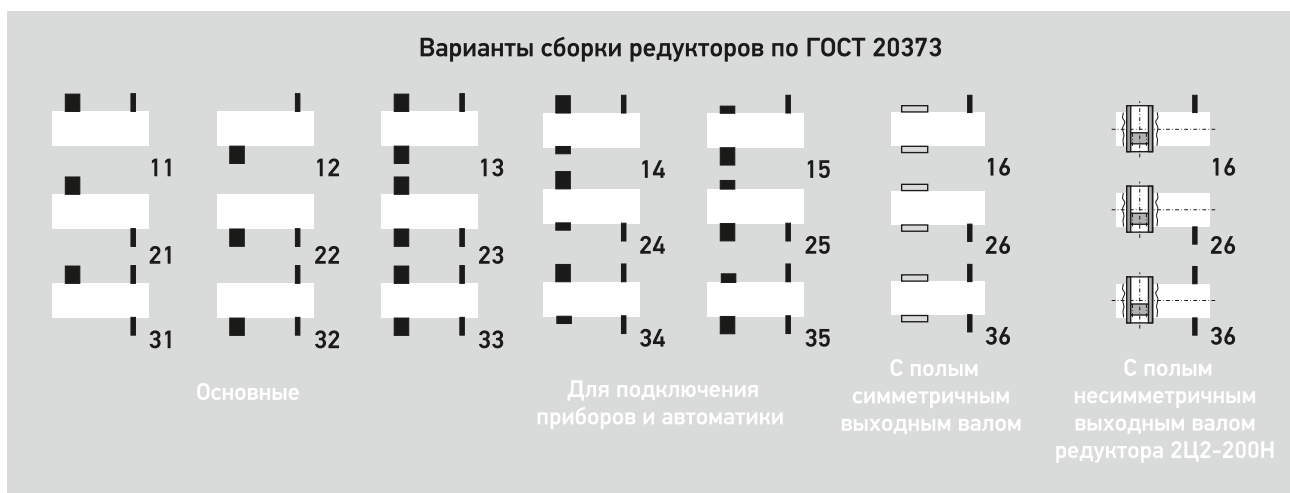 Варианты сборки редукторов по ГОСТ 20373
11 12 13 14 15 16 16
21 22 23 24 25 26 26
31 32 33 34 35 36 36
Основные
Для подключения
приборов и автоматики
С полым
симметричным
выходным валом
С полым
несимметричным
выходным валом
редуктора 2Ц2-200Н